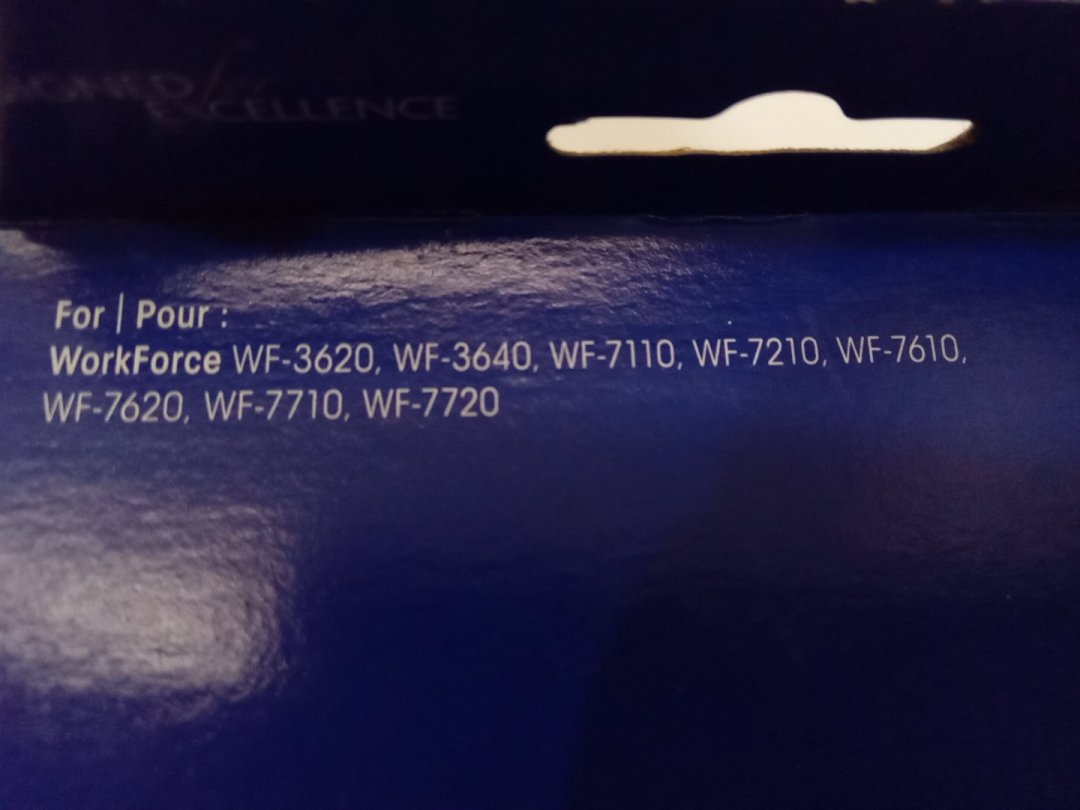 EXCELLENCE
For | Pour :
WorkForce WF-3620, WF-3640, WF-7110, WF-7210, WF-7610,
WF-7620, WF-7710, WF-7720